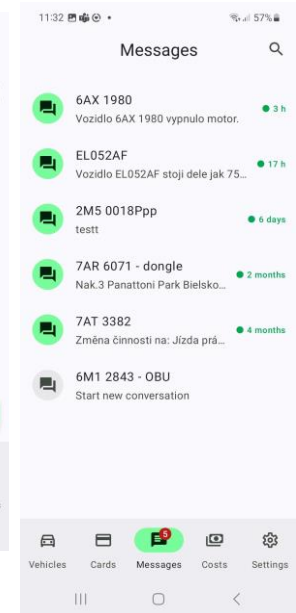 11:32
57%
Messages
6AX 1980
Vozidlo 6AX 1980 vypnulo motor.
3 h
EL052AF
Vozidlo EL052AF stoji dele jak 75...
17 h
2M5 0018Ppp
testt
6 days
7AR 6071 - dongle
Nak.3 Panattoni Park Bielsko...
2 months
7AT 3382
Změna činnosti na: Jízda prá...
4 months
6M1 2843 - OBU
Start new conversation
5
Vehicles Cards Messages Costs Settings